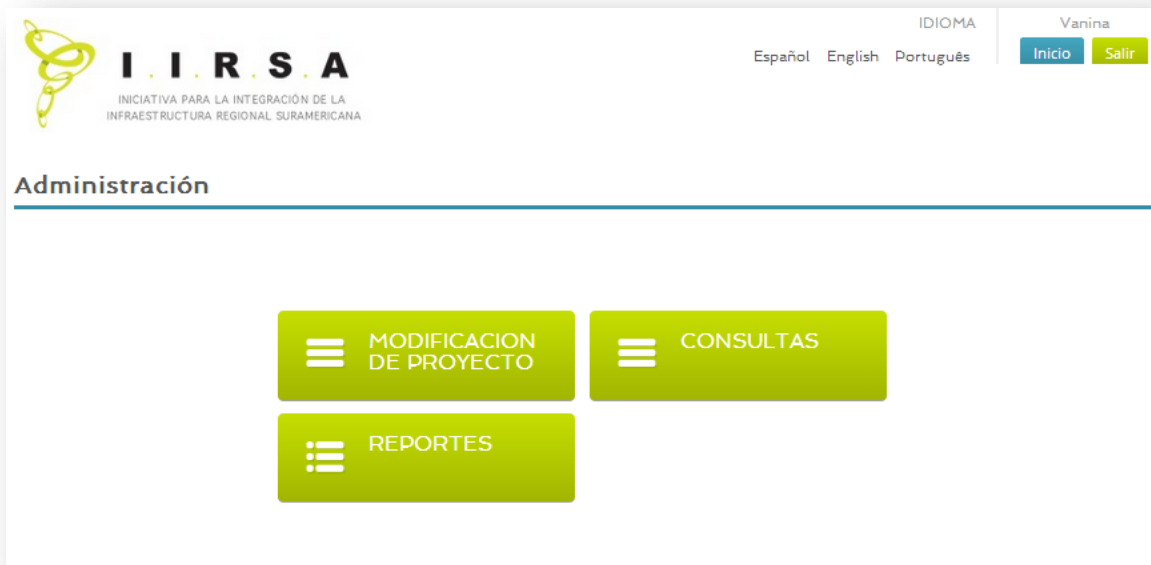 IDIOMA
Vanina
Español English Português
Inicio Salir
I.I.R.S.A
INICIATIVA PARA LA INTEGRACIÓN DE LA
INFRAESTRUCTURA REGIONAL SURAMERICANA
Administración
MODIFICACION
DE PROYECTO
CONSULTAS
REPORTES